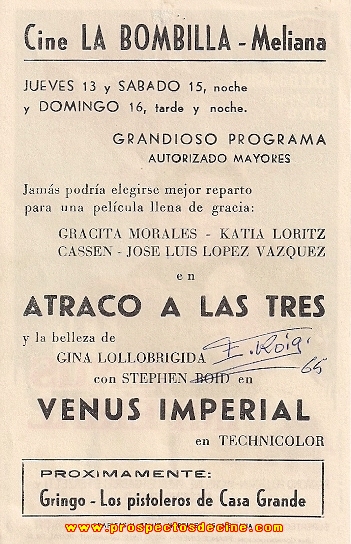 Cine LA BOMBILLA - Meliana
JUEVES 13 y SABADO 15, noche
y DOMINGO 16, tarde y noche.
GRANDIOSO PROGRAMA
AUTORIZADO MAYORES
Jamás podría elegirse mejor reparto
para una película llena de gracia:
GRACITA MORALES - KATIA LORITZ
CASSEN - JOSE LUIS LOPEZ VAZQUEZ
en
ATRACO A LAS TRES
y la belleza de
GINA LOLLOBRIGIDA
E. Roig
65
con STEPHEN BOID en
VENUS IMPERIAL
en TECHNICOLOR
PROXIMAMENTE:
Gringo - Los pistoleros de Casa Grande
www.prospectosdecine.com